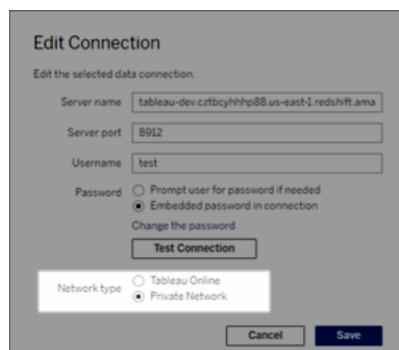 Edit Connection
Edit the selected data connection.
Server name tableau-dev.cztbcyhhhp88.us-east-1.redshift.ama
Server port 8912
Username test
Password Prompt user for password if needed
Embedded password in connection
Change the password
Test Connection
Network type Tableau Online
Private Network
Cancel Save